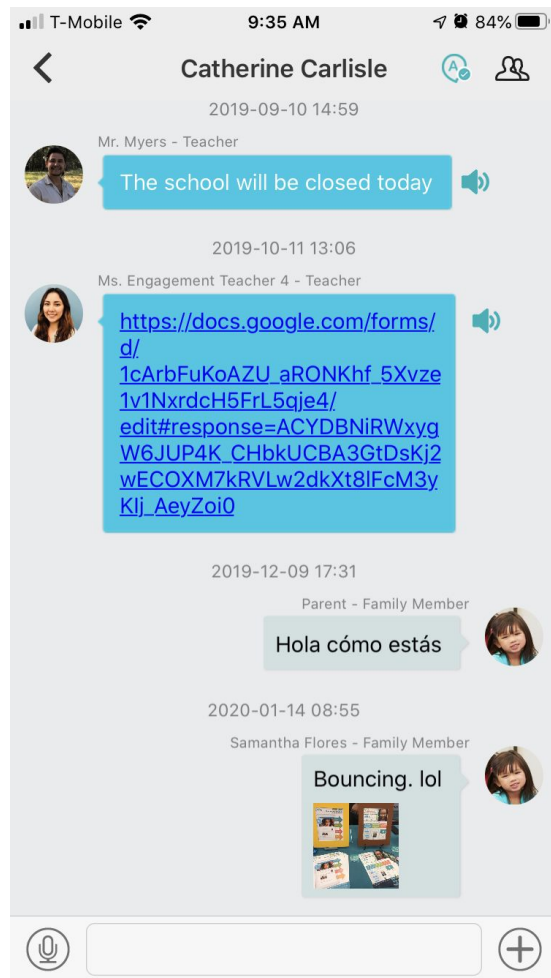 T-Mobile 9:35 AM 84%
Catherine Carlisle
2019-09-10 14:59
Mr. Myers - Teacher
The school will be closed today
2019-10-11 13:06
Ms. Engagement Teacher 4 - Teacher
https://docs.google.com/forms/
d/
1cArbFuKoAZU_aRONKhf_5Xvze
1v1NxrdcH5FrL5qje4/
edit#response=ACYDBNiRWxyg
W6JUP4K_CHbkUCBA3GtDsKj2
wECOXM7kRVLw2dkXt8lFcM3y
KIj_AeyZoi0
2019-12-09 17:31
Parent - Family Member
Hola cómo estás
2020-01-14 08:55
Samantha Flores - Family Member
Bouncing. lol